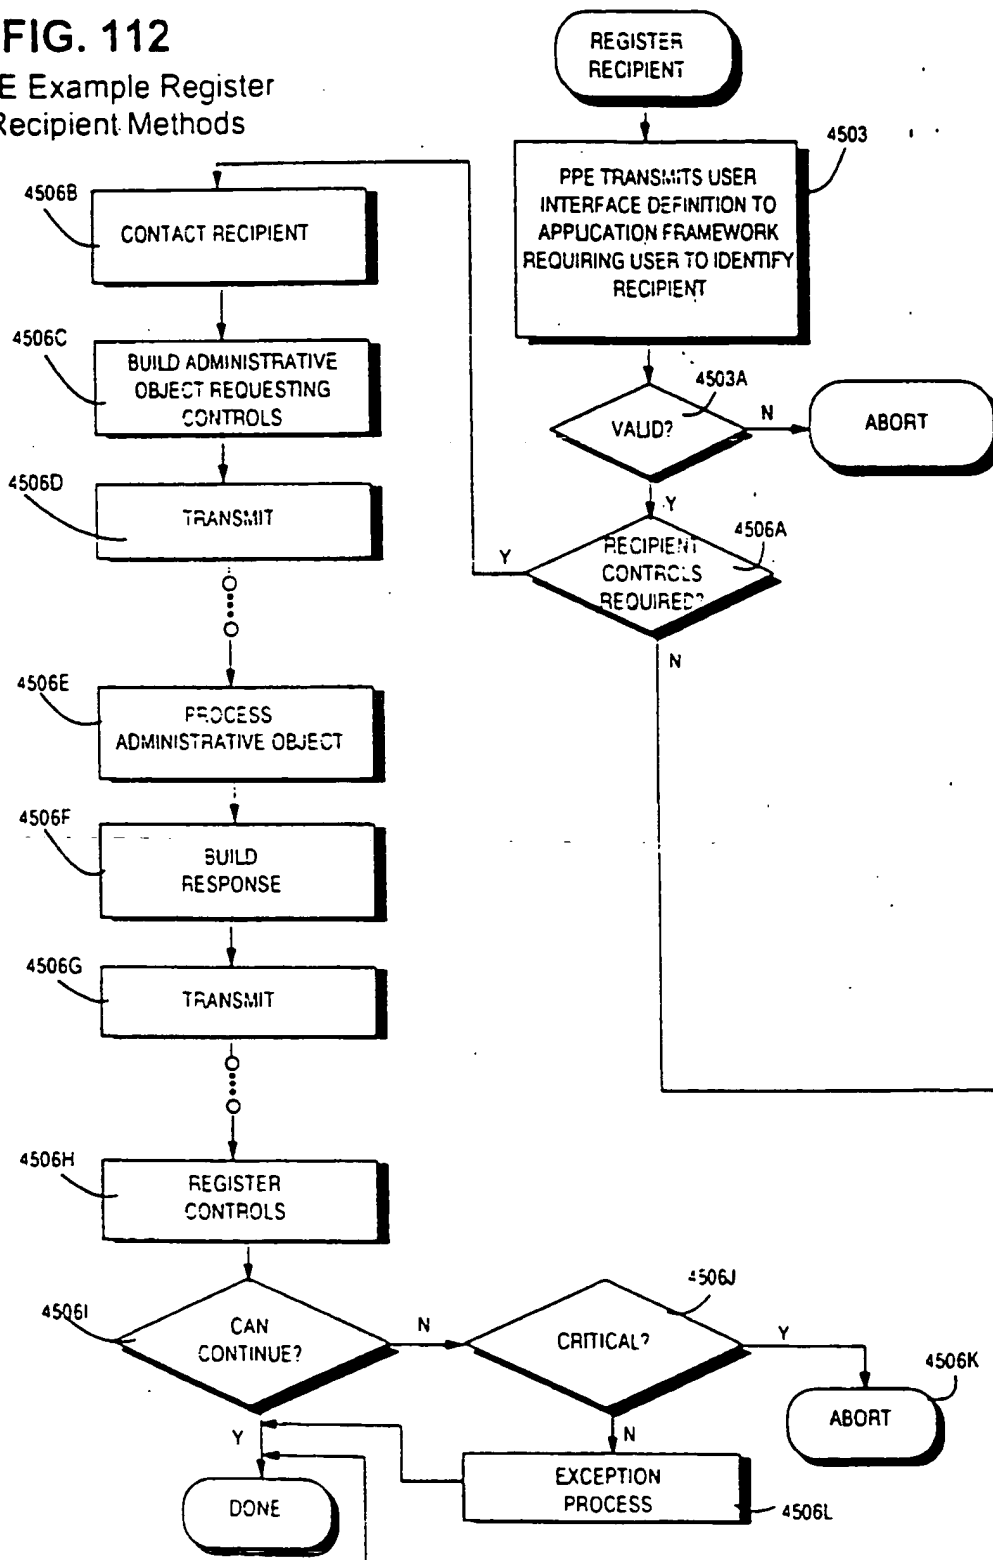 FIG. 112
E Example Register
Recipient Methods
REGISTER
RECIPIENT
4503
PPE TRANSMITS USER
INTERFACE DEFINITION TO
APPLICATION FRAMEWORK
REQUIRING USER TO IDENTIFY
RECIPIENT
4503A
VALID?
N
ABORT
Y
4506A
RECIPIENT
CONTROLS
REQUIRED?
Y
N
4506B
CONTACT RECIPIENT
4506C
BUILD ADMINISTRATIVE
OBJECT REQUESTING
CONTROLS
4506D
TRANSMIT
4506E
PROCESS
ADMINISTRATIVE OBJECT
4506F
BUILD
RESPONSE
4506G
TRANSMIT
4506H
REGISTER
CONTROLS
4506I
CAN
CONTINUE?
N
4506J
CRITICAL?
Y
4506K
ABORT
N
Y
EXCEPTION
PROCESS
4506L
DONE